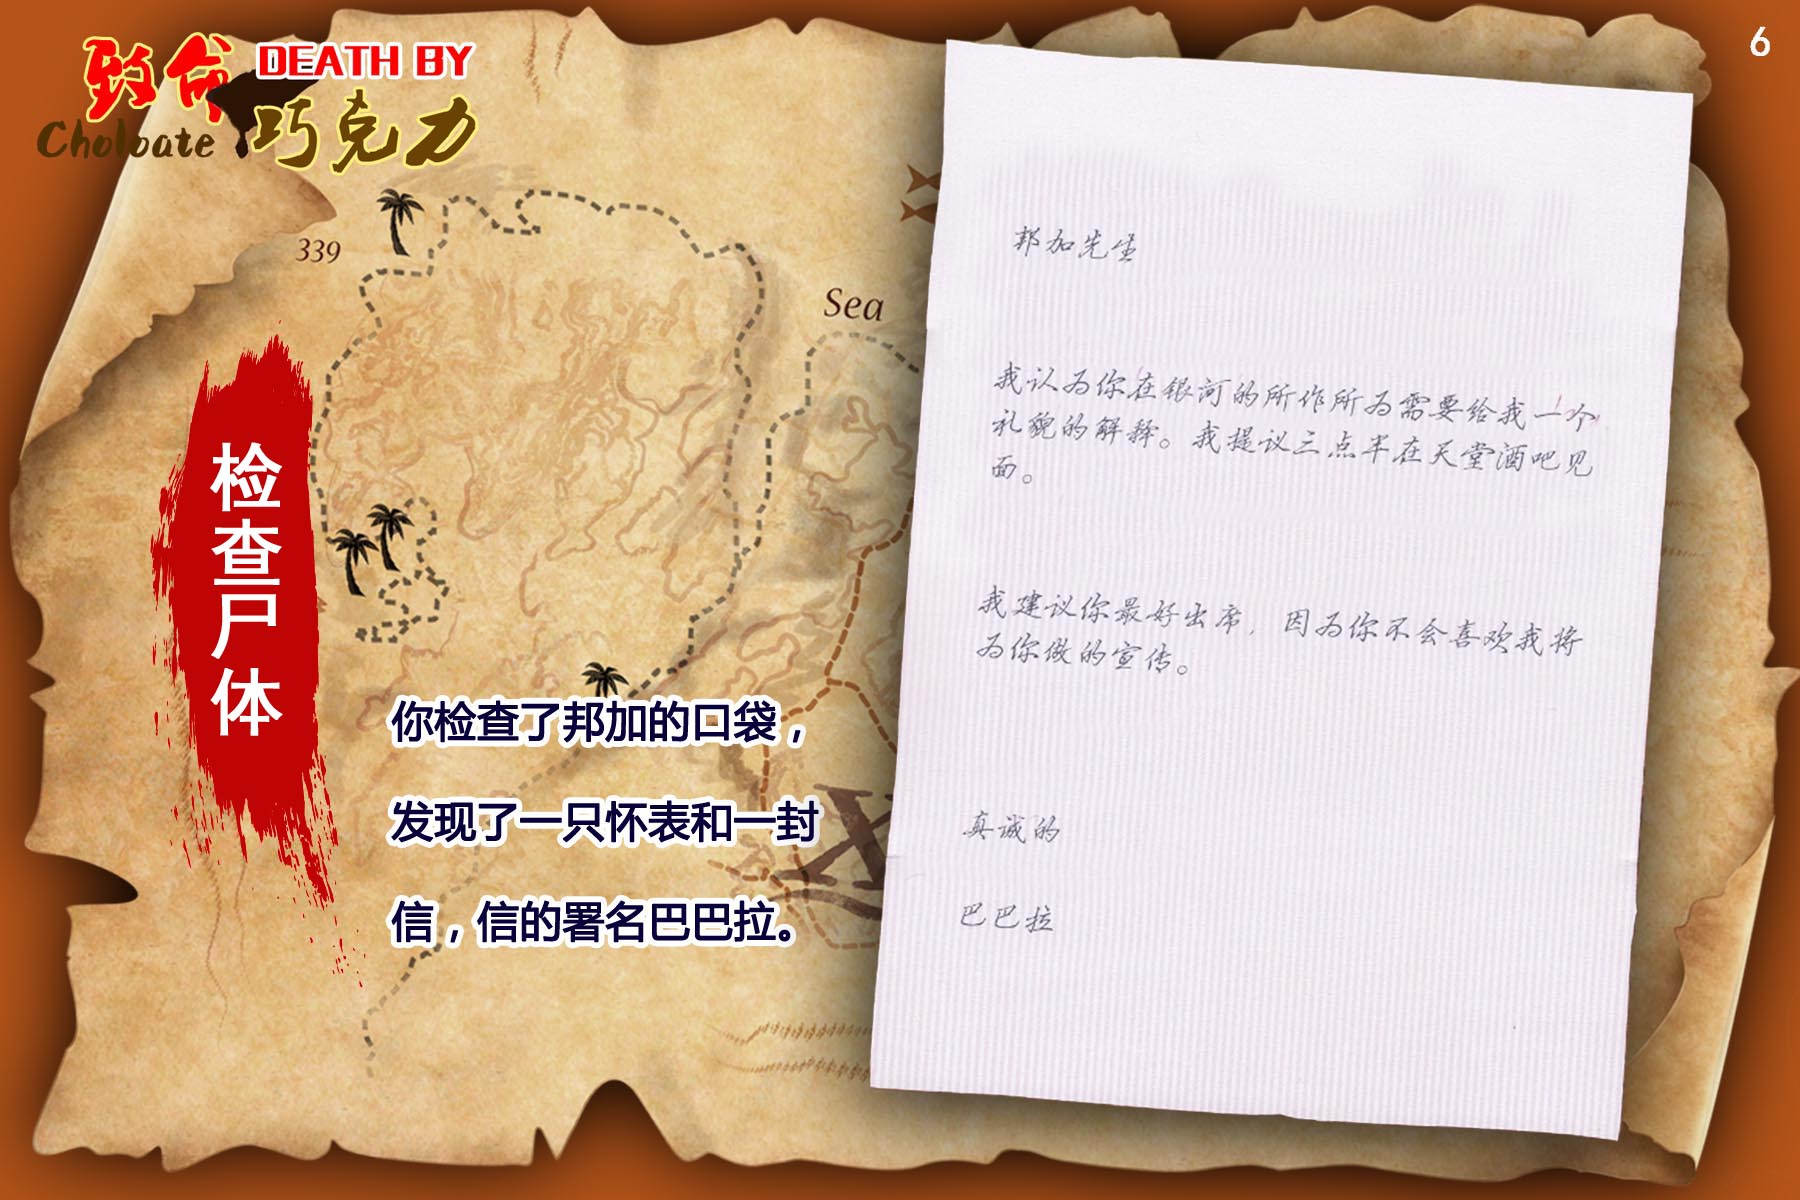 致命 DEATH BY
Choloate 巧克力
6
339
Sea
X
检查尸体
你检查了邦加的口袋，
发现了一只怀表和一封
信，信的署名巴巴拉。
邦加先生
我认为你在银河的所作所为需要给我一个
礼貌的解释。我提议三点半在天堂酒吧见
面。
我建议你最好出席，因为你不会喜欢我将
为你做的宣传。
真诚的
巴巴拉